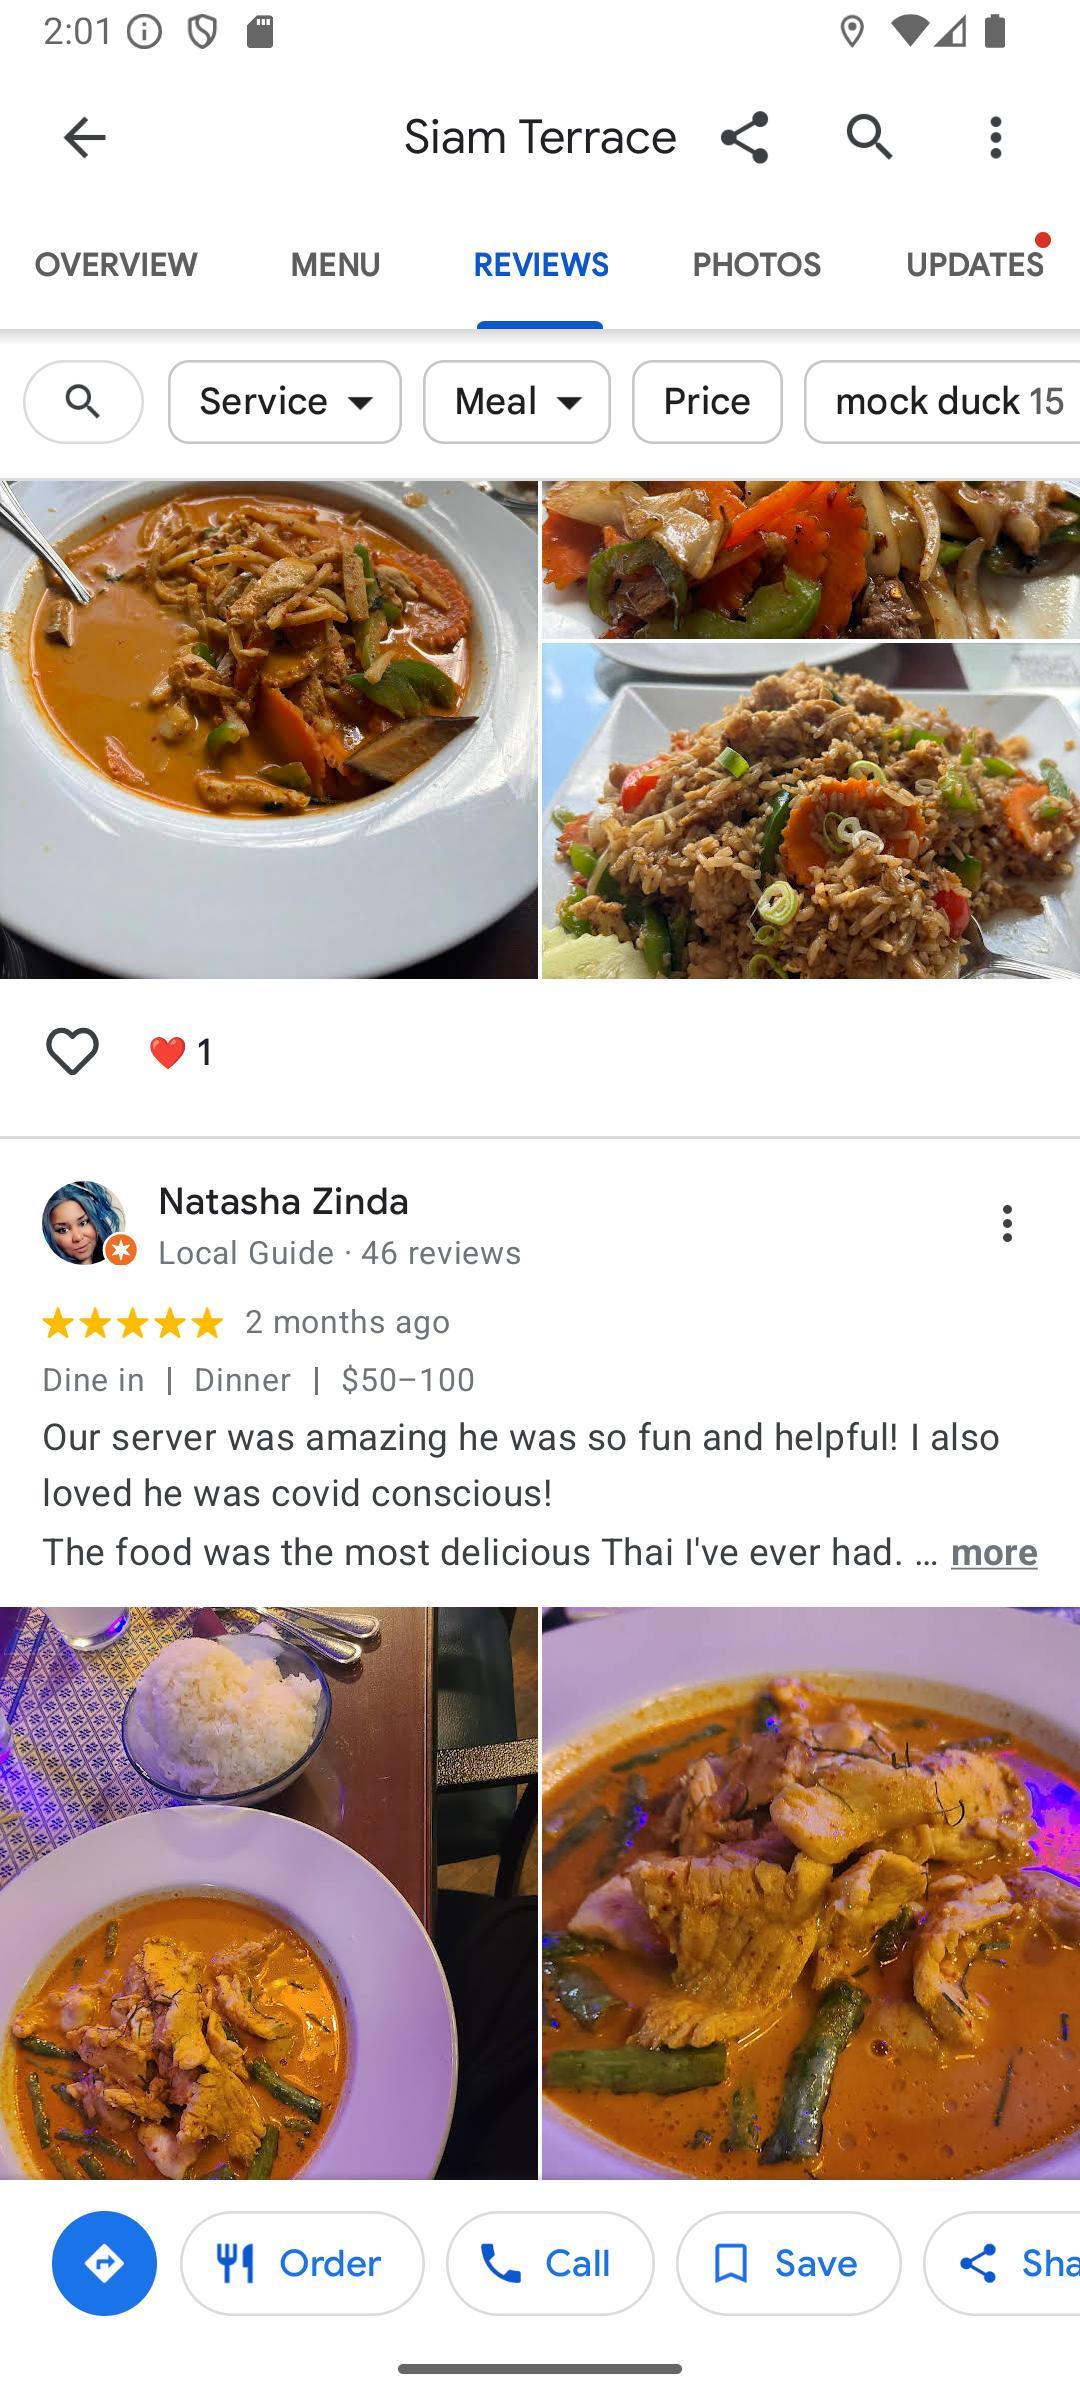 2:01
Siam Terrace
OVERVIEW MENU REVIEWS PHOTOS UPDATES
Service Meal Price mock duck 15
1
Natasha Zinda
Local Guide · 46 reviews
2 months ago
Dine in | Dinner | $50–100
Our server was amazing he was so fun and helpful! I also
loved he was covid conscious!
The food was the most delicious Thai I've ever had. ... more
Order Call Save Sha